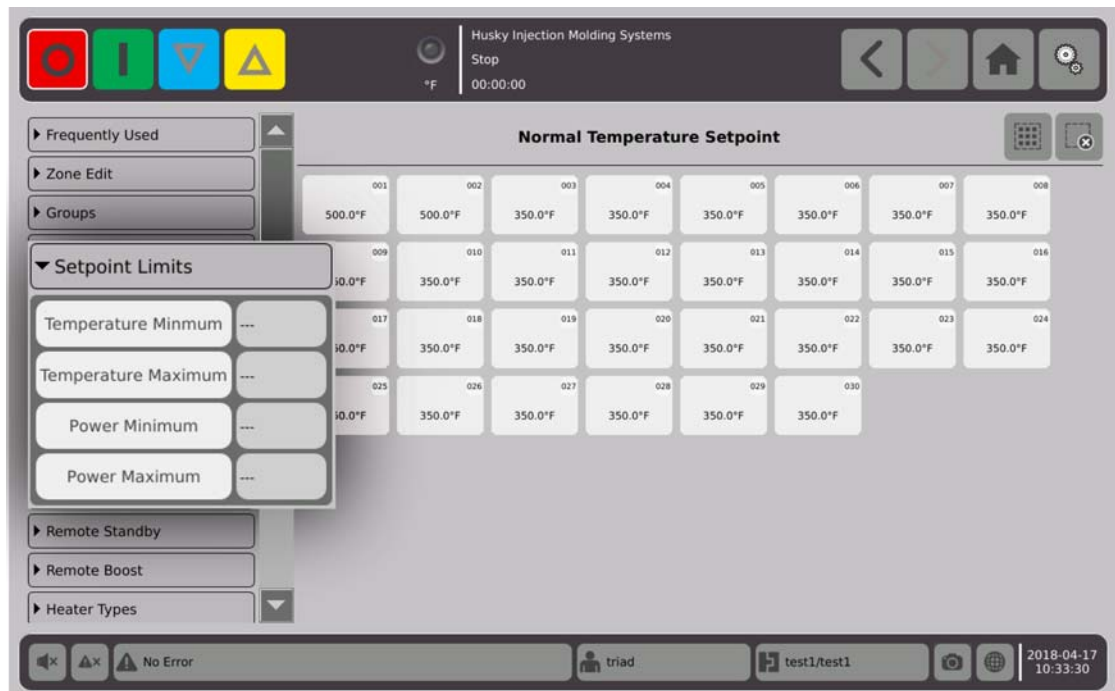 Husky Injection Molding Systems
Stop
°F 00:00:00
Frequently Used
Normal Temperature Setpoint
Zone Edit
Groups
001 002 003 004 005 006 007 008
500.0°F 500.0°F 350.0°F 350.0°F 350.0°F 350.0°F 350.0°F 350.0°F
Setpoint Limits
009 010 011 012 013 014 015 016
350.0°F 350.0°F 350.0°F 350.0°F 350.0°F 350.0°F 350.0°F
Temperature Minmum ---
017 018 019 020 021 022 023 024
350.0°F 350.0°F 350.0°F 350.0°F 350.0°F 350.0°F 350.0°F
Temperature Maximum ---
025 026 027 028 029 030
350.0°F 350.0°F 350.0°F 350.0°F 350.0°F
Power Minimum ---
Power Maximum ---
Remote Standby
Remote Boost
Heater Types
No Error triad test1/test1 2018-04-17
10:33:30